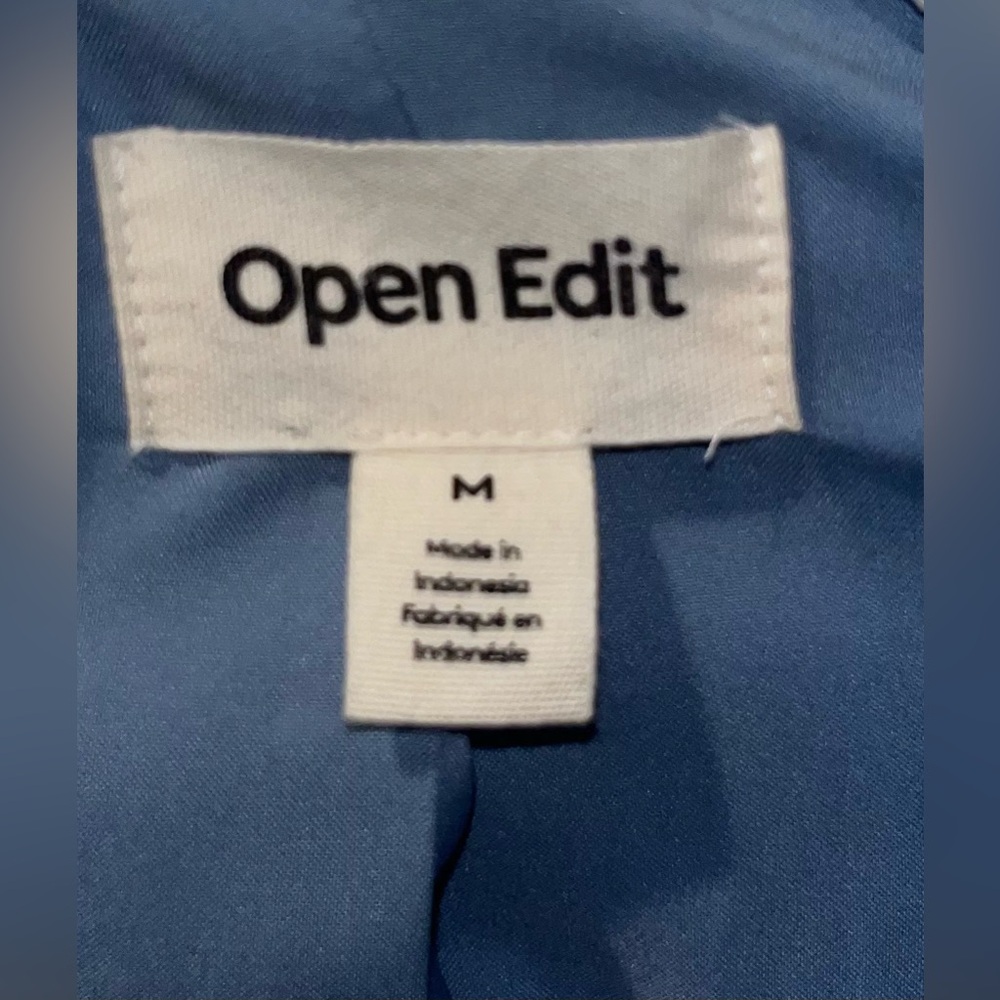 Open Edit
M
Made in
Indonesia
Fabriqué en
Indonésie